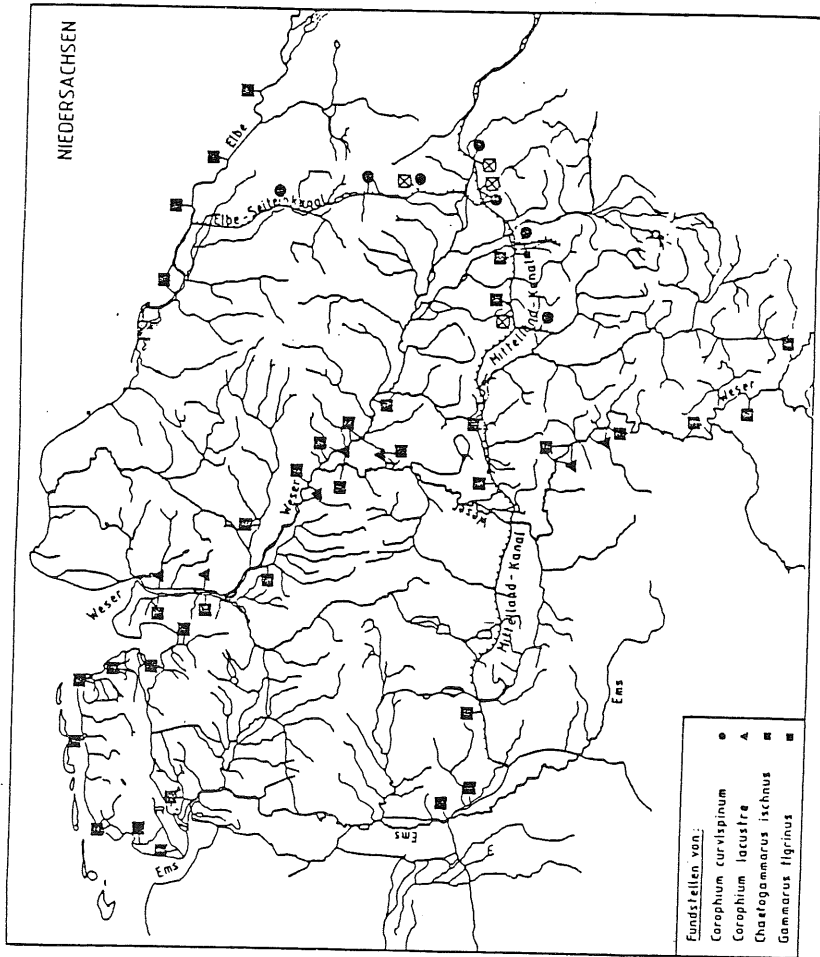 NIEDERSACHSEN
Elbe
Elbe-Seitenkanal
Weser
Weser
Mittelland-Kanal
Mittelland-Kanal
Weser
Ems
Ems
Ems
Fundstellen von:
Corophium curvispinum
Corophium lacustre
Chaetogammarus ischnus
Gammarus tigrinus